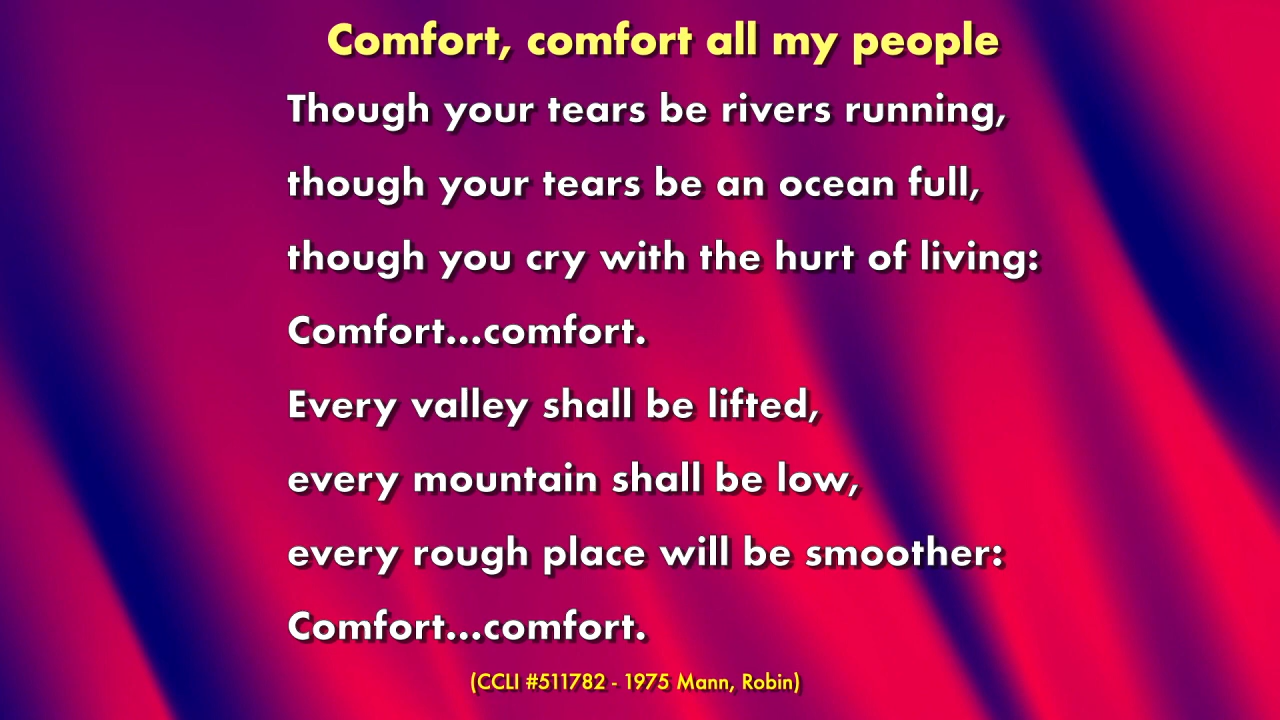 Comfort, comfort all my people
Though your tears be rivers running,
though your tears be an ocean full,
though you cry with the hurt of living:
Comfort...comfort.
Every valley shall be lifted,
every mountain shall be low,
every rough place will be smoother:
Comfort...comfort.
(CCLI #511782 - 1975 Mann, Robin)